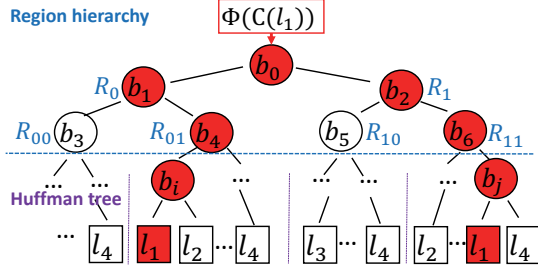 Region hierarchy
Φ(C(l₁))
b₀
R₀ b₁ b₂ R₁
R₀₀ b₃ R₀₁ b₄ b₅ R₁₀ b₆ R₁₁
... ... bᵢ ... ... ... ... bⱼ
Huffman tree
... l₄ l₁ l₂ ... l₄ l₃ ... l₄ l₂ ... l₁ l₄